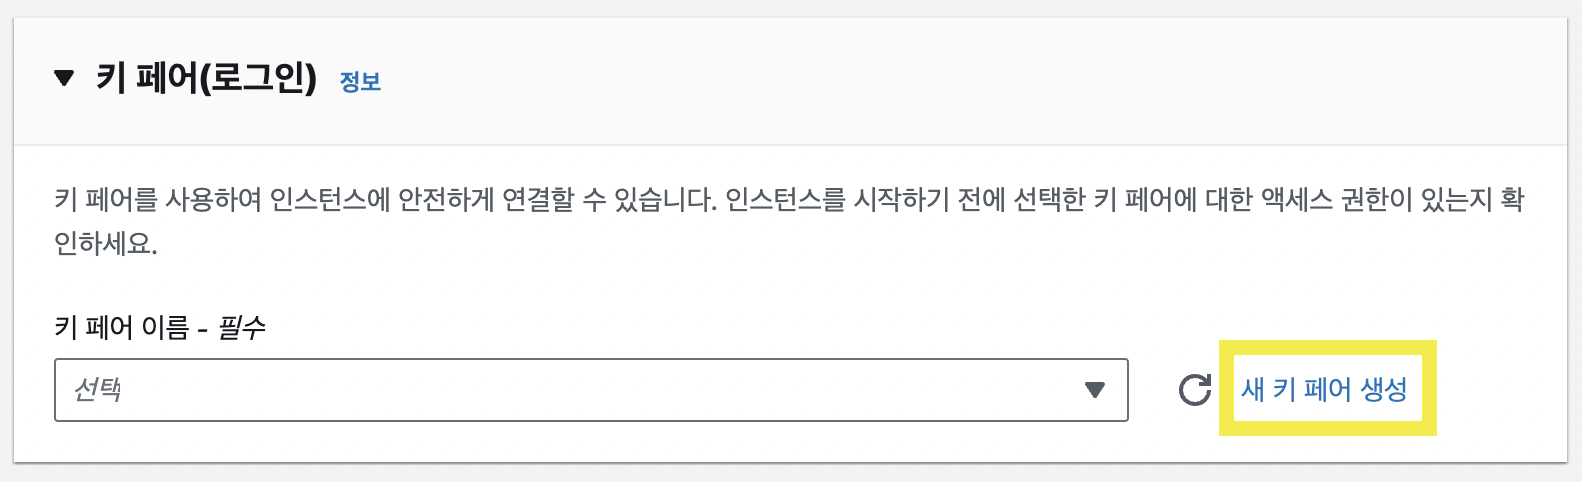 키 페어(로그인) 정보
키 페어를 사용하여 인스턴스에 안전하게 연결할 수 있습니다. 인스턴스를 시작하기 전에 선택한 키 페어에 대한 액세스 권한이 있는지 확
인하세요.
키 페어 이름 - 필수
선택
새 키 페어 생성